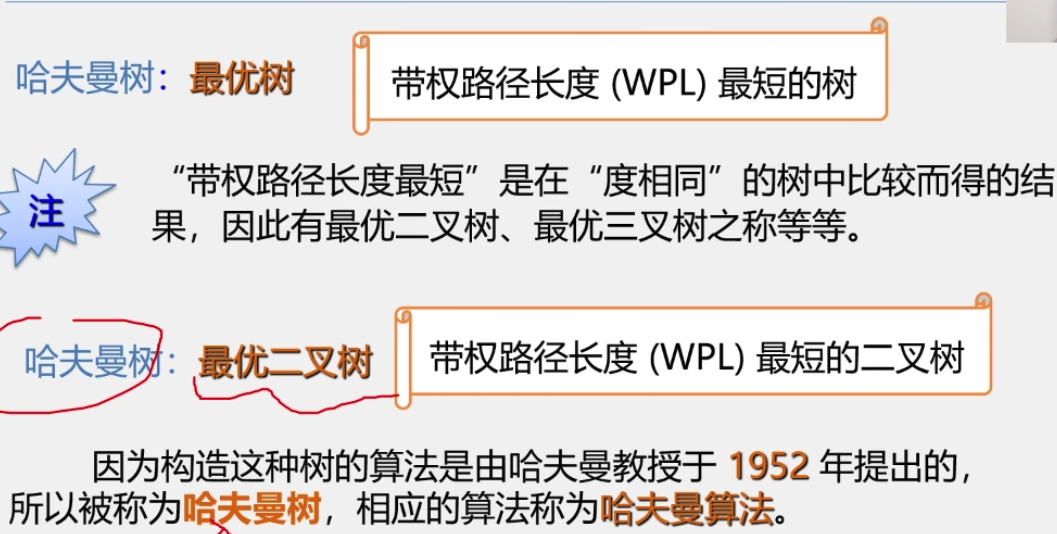 哈夫曼树：最优树
带权路径长度 (WPL) 最短的树
注
“带权路径长度最短”是在“度相同”的树中比较而得的结
果，因此有最优二叉树、最优三叉树之称等等。
哈夫曼树：最优二叉树
带权路径长度 (WPL) 最短的二叉树
因为构造这种树的算法是由哈夫曼教授于 1952 年提出的，
所以被称为哈夫曼树，相应的算法称为哈夫曼算法。